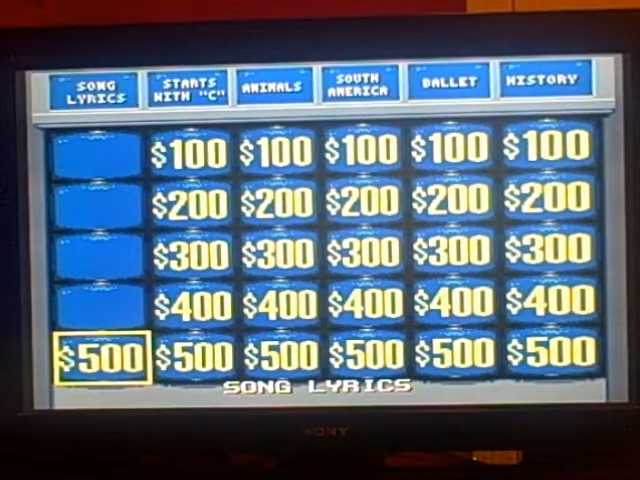 SONG LYRICS
STARTS WITH "C"
ANIMALS
SOUTH AMERICA
BALLET
HISTORY
$100 $100 $100 $100 $100
$200 $200 $200 $200 $200
$300 $300 $300 $300 $300
$400 $400 $400 $400 $400
$500 $500 $500 $500 $500 $500
SONG LYRICS
SONY